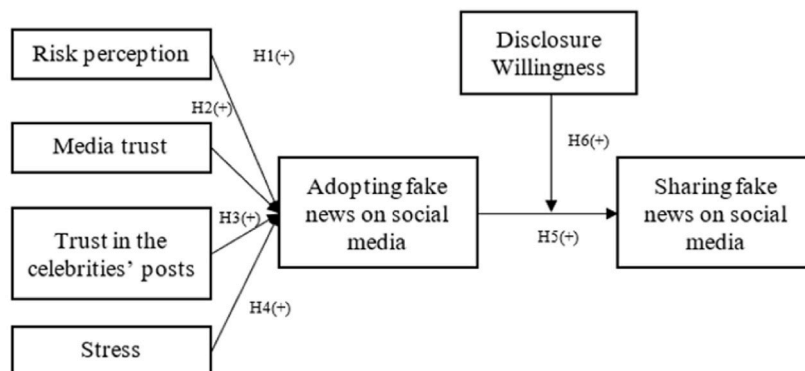 Risk perception
H1(+)
Disclosure
Willingness
H2(+)
Media trust
H6(+)
Adopting fake
news on social
media
Sharing fake
news on social
media
H3(+)
Trust in the
celebrities’ posts
H5(+)
H4(+)
Stress